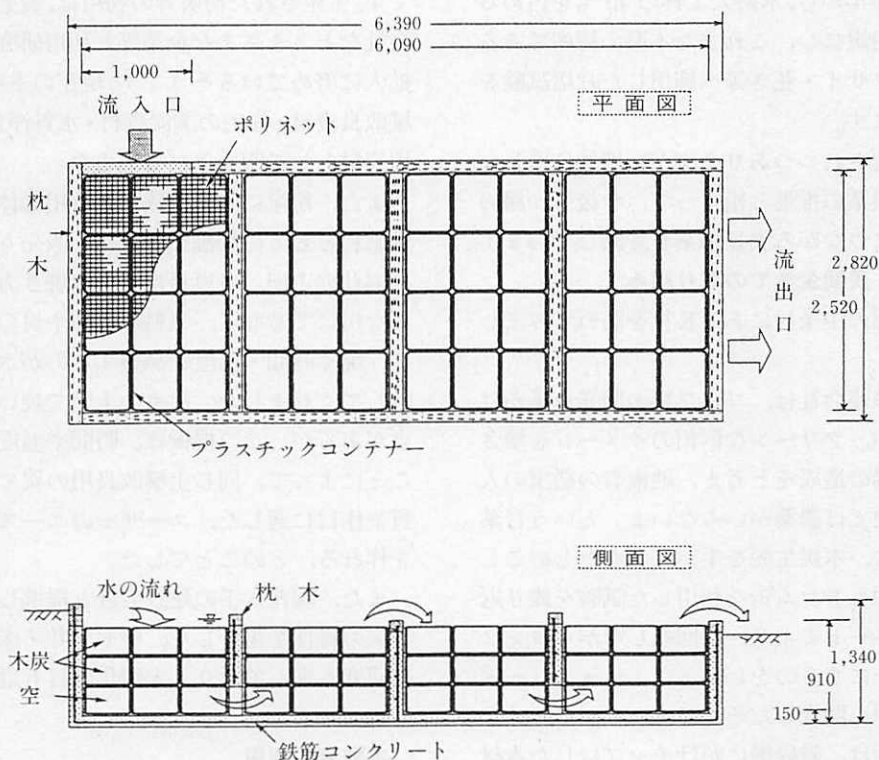 6,390
6,090
1,000
流入口
平面図
ポリネット
枕
木
流
出
口
2,820
2,520
プラスチックコンテナー
側面図
水の流れ
枕木
木炭
空
1,340
910
150
鉄筋コンクリート